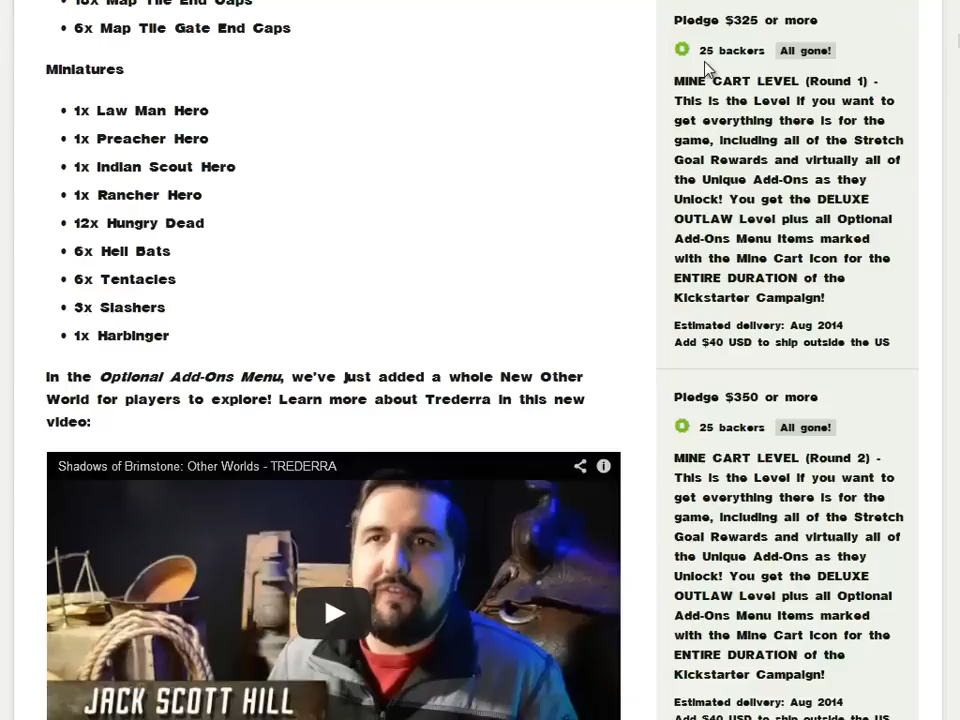 18x Map Tile End Caps
6x Map Tile Gate End Caps
Miniatures
1x Law Man Hero
1x Preacher Hero
1x Indian Scout Hero
1x Rancher Hero
12x Hungry Dead
6x Hell Bats
6x Tentacles
3x Slashers
1x Harbinger
In the Optional Add-Ons Menu, we've just added a whole New Other
World for players to explore! Learn more about Trederra in this new
video:
Shadows of Brimstone: Other Worlds - TREDERRA
JACK SCOTT HILL
Pledge $325 or more
25 backers All gone!
MINE CART LEVEL (Round 1) -
This is the Level if you want to
get everything there is for the
game, including all of the Stretch
Goal Rewards and virtually all of
the Unique Add-Ons as they
Unlock! You get the DELUXE
OUTLAW Level plus all Optional
Add-Ons Menu Items marked
with the Mine Cart Icon for the
ENTIRE DURATION of the
Kickstarter Campaign!
Estimated delivery: Aug 2014
Add $40 USD to ship outside the US
Pledge $350 or more
25 backers All gone!
MINE CART LEVEL (Round 2) -
This is the Level if you want to
get everything there is for the
game, including all of the Stretch
Goal Rewards and virtually all of
the Unique Add-Ons as they
Unlock! You get the DELUXE
OUTLAW Level plus all Optional
Add-Ons Menu Items marked
with the Mine Cart Icon for the
ENTIRE DURATION of the
Kickstarter Campaign!
Estimated delivery: Aug 2014
Add $40 USD to ship outside the US